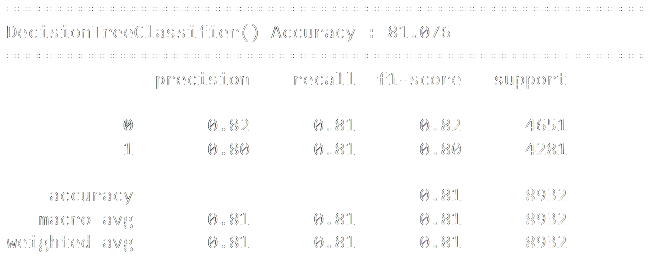 ::::::::::::::::::::::::::::::::::::::::::::::::::::::::::::
DecisionTreeClassifier() Accuracy : 81.076
::::::::::::::::::::::::::::::::::::::::::::::::::::::::::::
precision recall f1-score support
0 0.82 0.81 0.82 4651
1 0.80 0.81 0.80 4281
accuracy 0.81 8932
macro avg 0.81 0.81 0.81 8932
weighted avg 0.81 0.81 0.81 8932